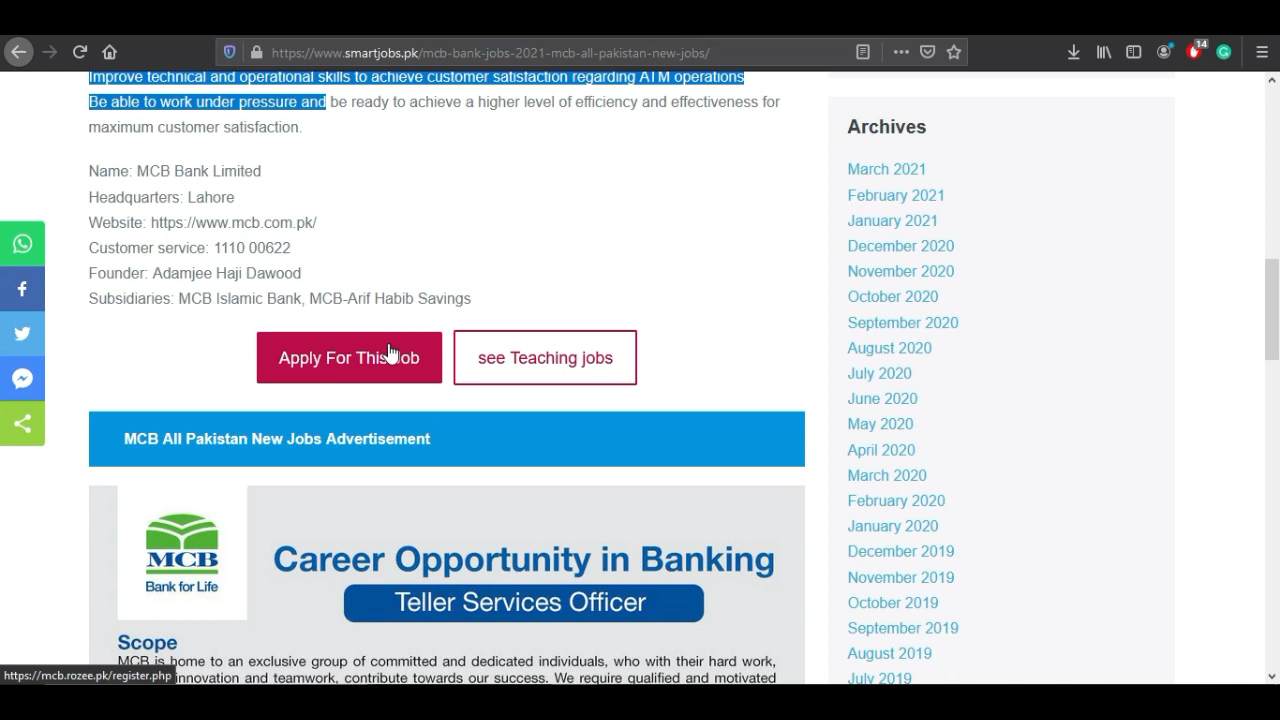 https://www.smartjobs.pk/mcb-bank-jobs-2021-mcb-all-pakistan-new-jobs/
14
Improve technical and operational skills to achieve customer satisfaction regarding ATM operations
Be able to work under pressure and be ready to achieve a higher level of efficiency and effectiveness for
maximum customer satisfaction.
Name: MCB Bank Limited
Headquarters: Lahore
Website: https://www.mcb.com.pk/
Customer service: 1110 00622
Founder: Adamjee Haji Dawood
Subsidiaries: MCB Islamic Bank, MCB-Arif Habib Savings
Apply For This Job
see Teaching jobs
MCB All Pakistan New Jobs Advertisement
MCB
Bank for Life
Career Opportunity in Banking
Teller Services Officer
Scope
MCB is home to an exclusive group of committed and dedicated individuals, who with their hard work,
innovation and teamwork, contribute towards our success. We require qualified and motivated
https://mcb.rozee.pk/register.php
Archives
March 2021
February 2021
January 2021
December 2020
November 2020
October 2020
September 2020
August 2020
July 2020
June 2020
May 2020
April 2020
March 2020
February 2020
January 2020
December 2019
November 2019
October 2019
September 2019
August 2019
July 2019